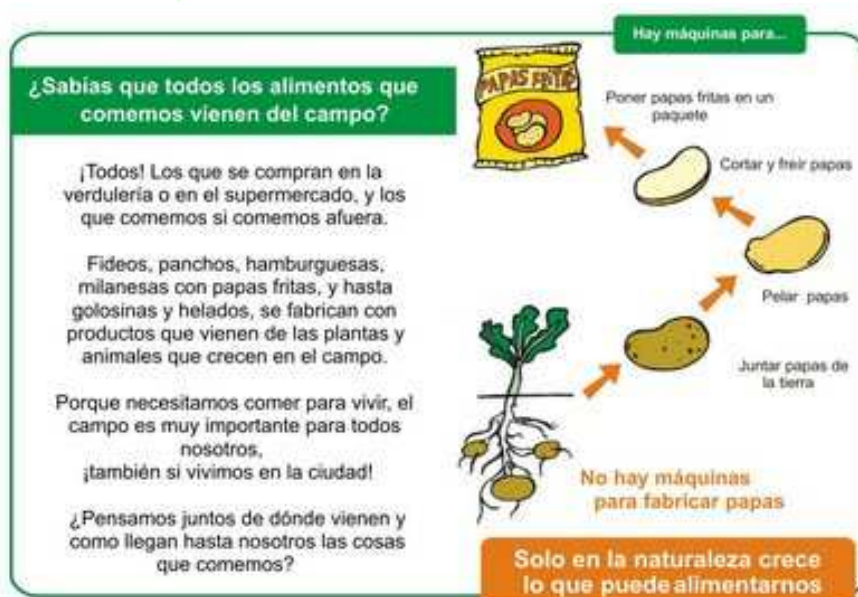 ¿Sabías que todos los alimentos que
comemos vienen del campo?
¡Todos! Los que se compran en la
verdulería o en el supermercado, y los
que comemos si comemos afuera.
Fideos, panchos, hamburguesas,
milanesas con papas fritas, y hasta
golosinas y helados, se fabrican con
productos que vienen de las plantas y
animales que crecen en el campo.
Porque necesitamos comer para vivir, el
campo es muy importante para todos
nosotros,
¡también si vivimos en la ciudad!
¿Pensamos juntos de dónde vienen y
como llegan hasta nosotros las cosas
que comemos?
Hay máquinas para...
PAPAS FRITAS
Poner papas fritas en un
paquete
Cortar y freír papas
Pelar papas
Juntar papas de
la tierra
No hay máquinas
para fabricar papas
Solo en la naturaleza crece
lo que puede alimentarnos